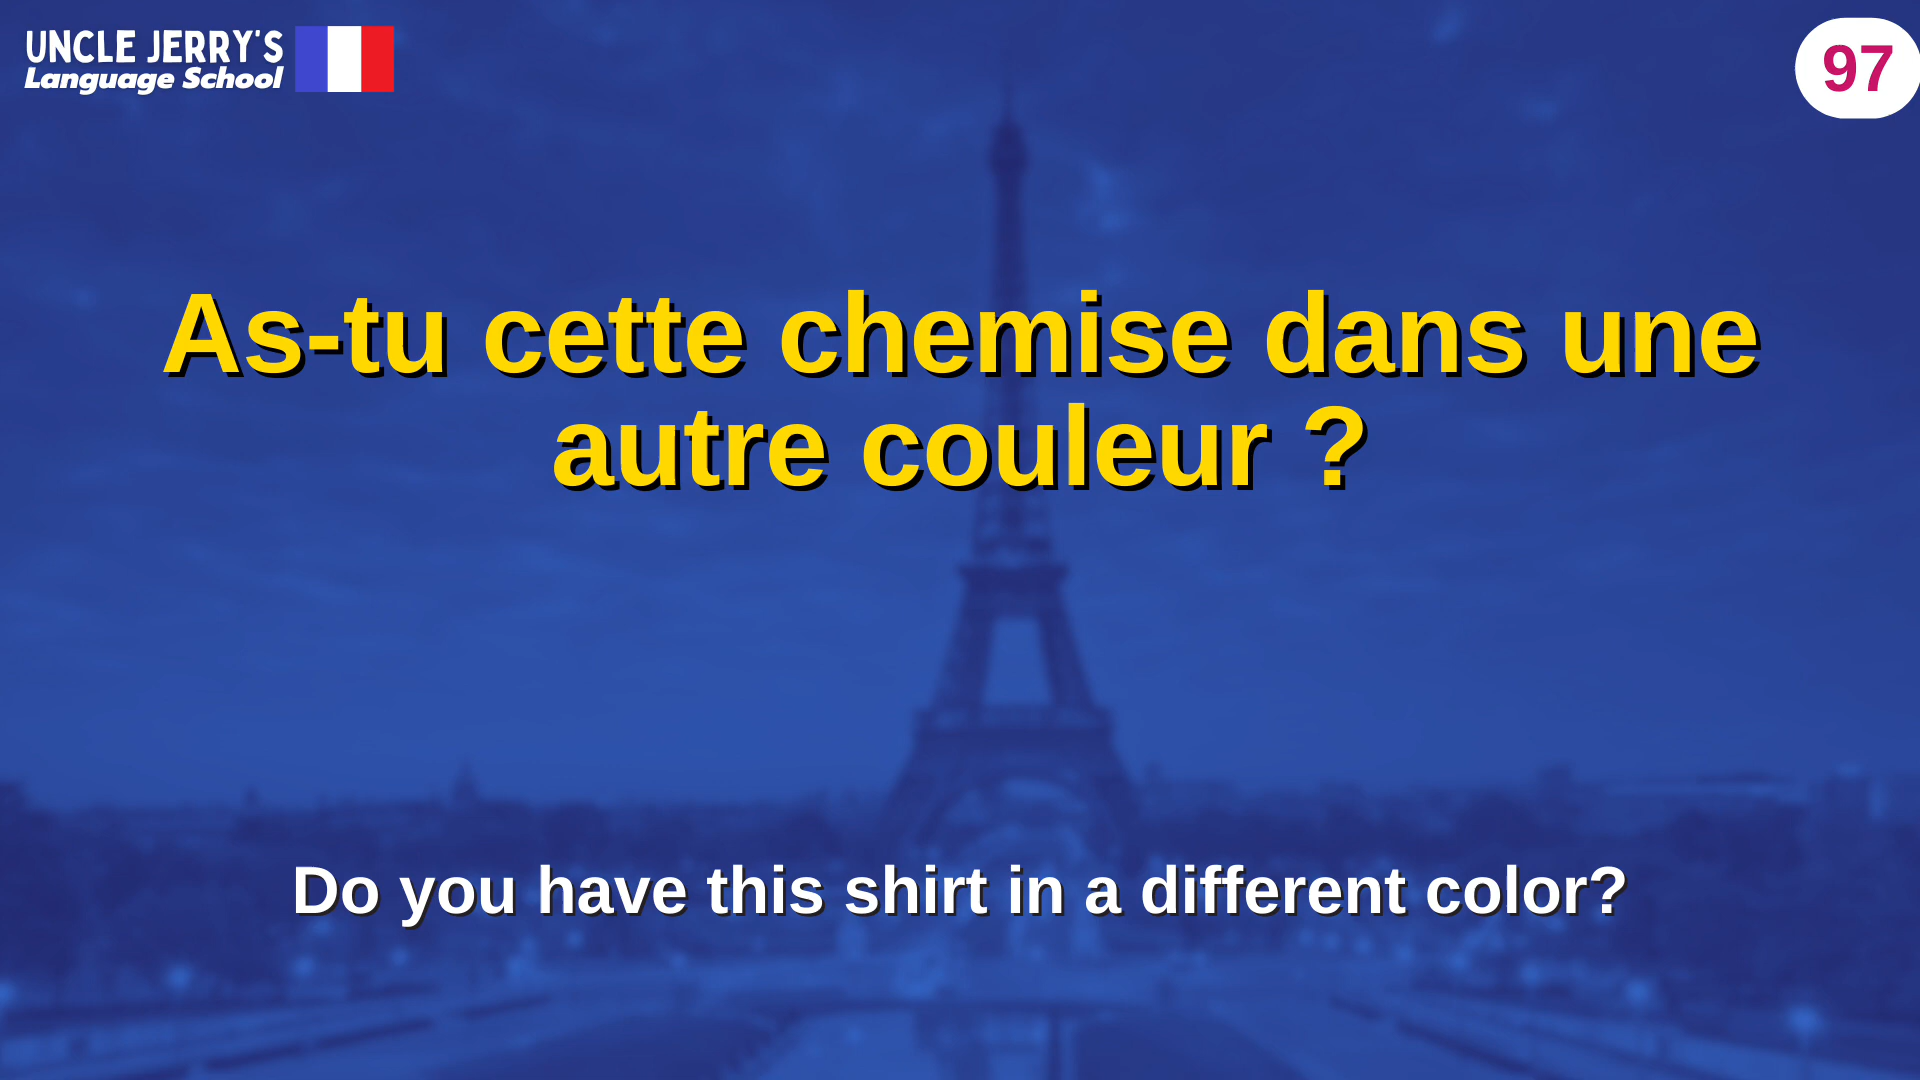 UNCLE JERRY'S
Language School
97
As-tu cette chemise dans une
autre couleur ?
Do you have this shirt in a different color?